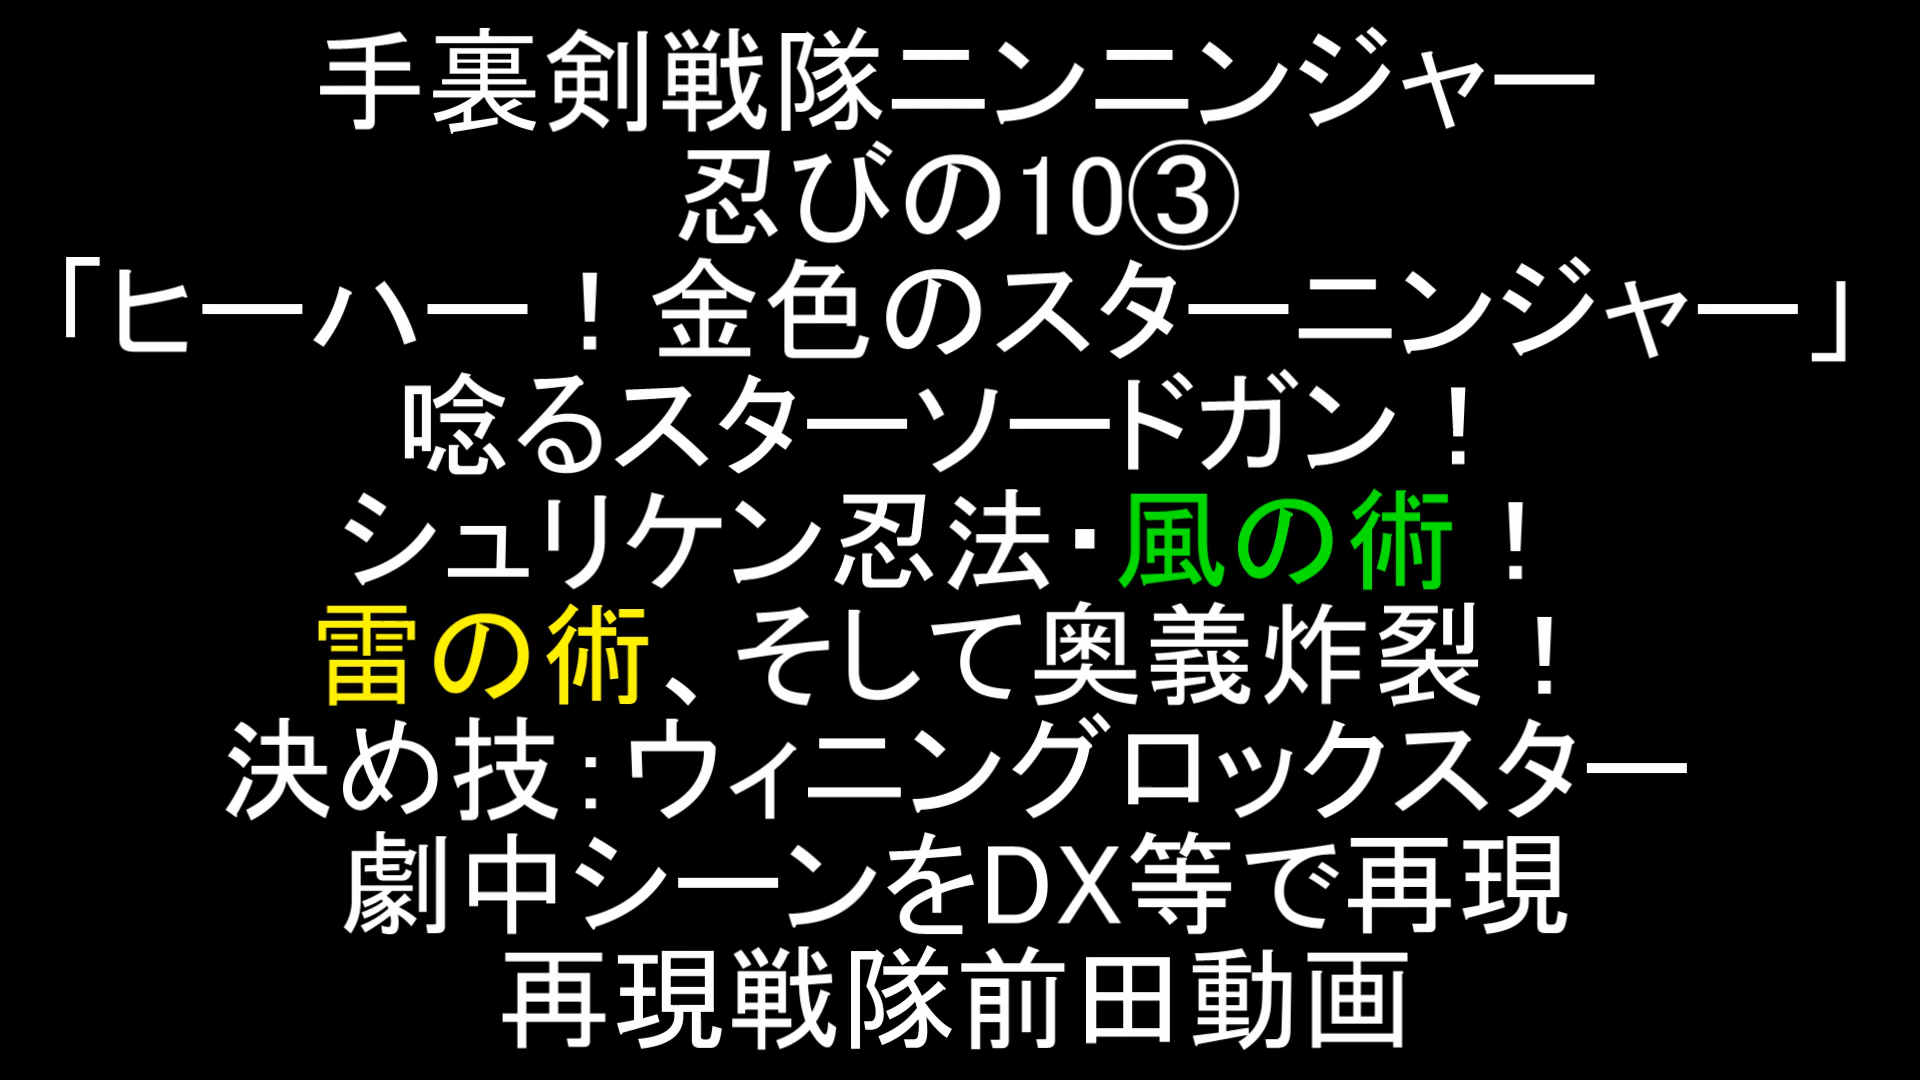 手裏剣戦隊ニンニンジャー
忍びの10③
「ヒーハー！金色のスターニンジャー」
唸るスターソードガン！
シュリケン忍法・風の術！
雷の術、そして奥義炸裂！
決め技：ウィニングロックスター
劇中シーンをDX等で再現
再現戦隊前田動画